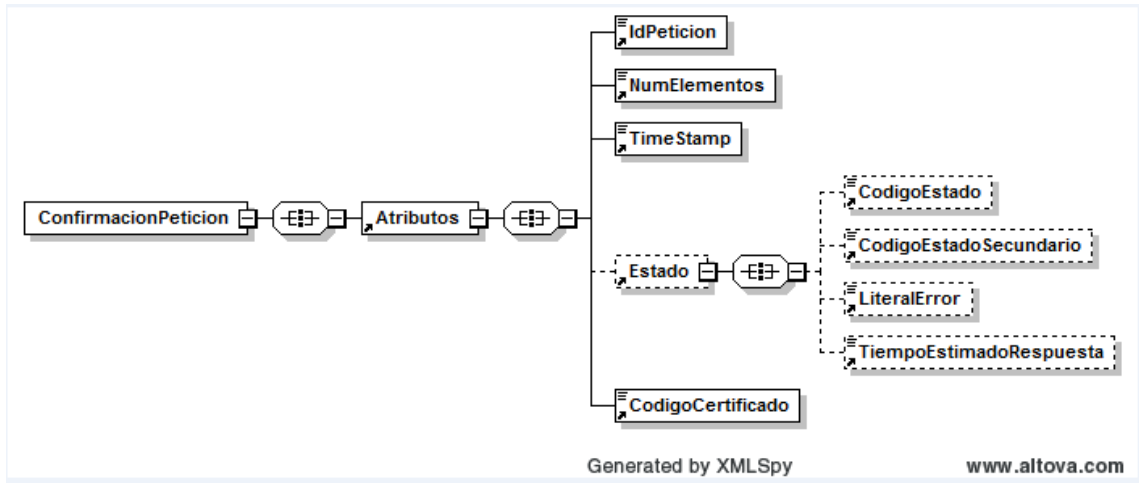 IdPeticion
NumElementos
TimeStamp
ConfirmacionPeticion
Atributos
Estado
CodigoEstado
CodigoEstadoSecundario
LiteralError
TiempoEstimadoRespuesta
CodigoCertificado
Generated by XMLSpy
www.altova.com